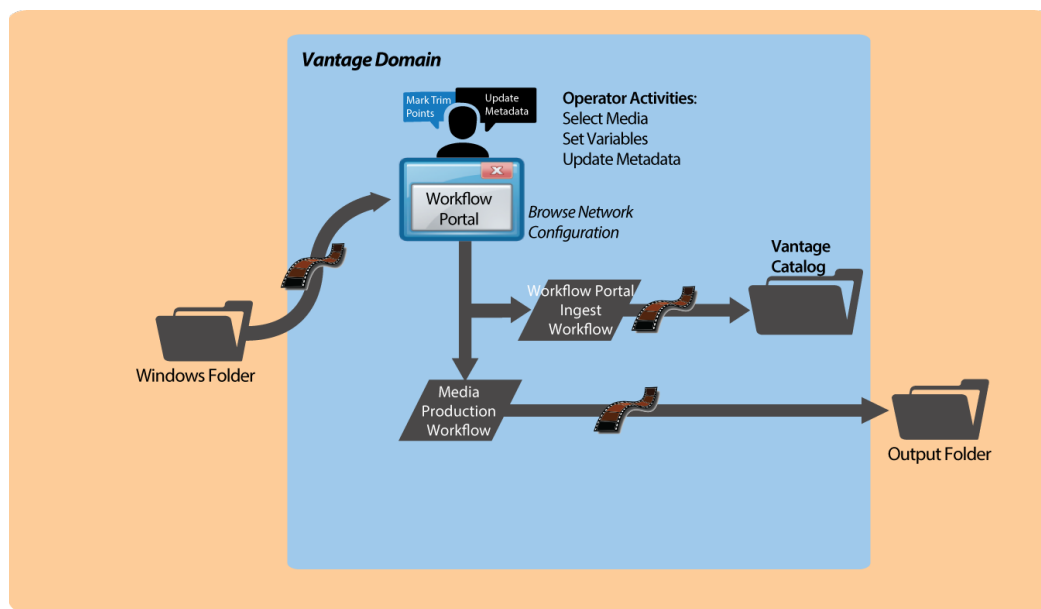 Vantage Domain
Mark Trim
Points
Update
Metadata
Operator Activities:
Select Media
Set Variables
Update Metadata
Workflow
Portal
Browse Network
Configuration
Vantage
Catalog
Workflow Portal
Ingest
Workflow
Windows Folder
Media
Production
Workflow
Output Folder